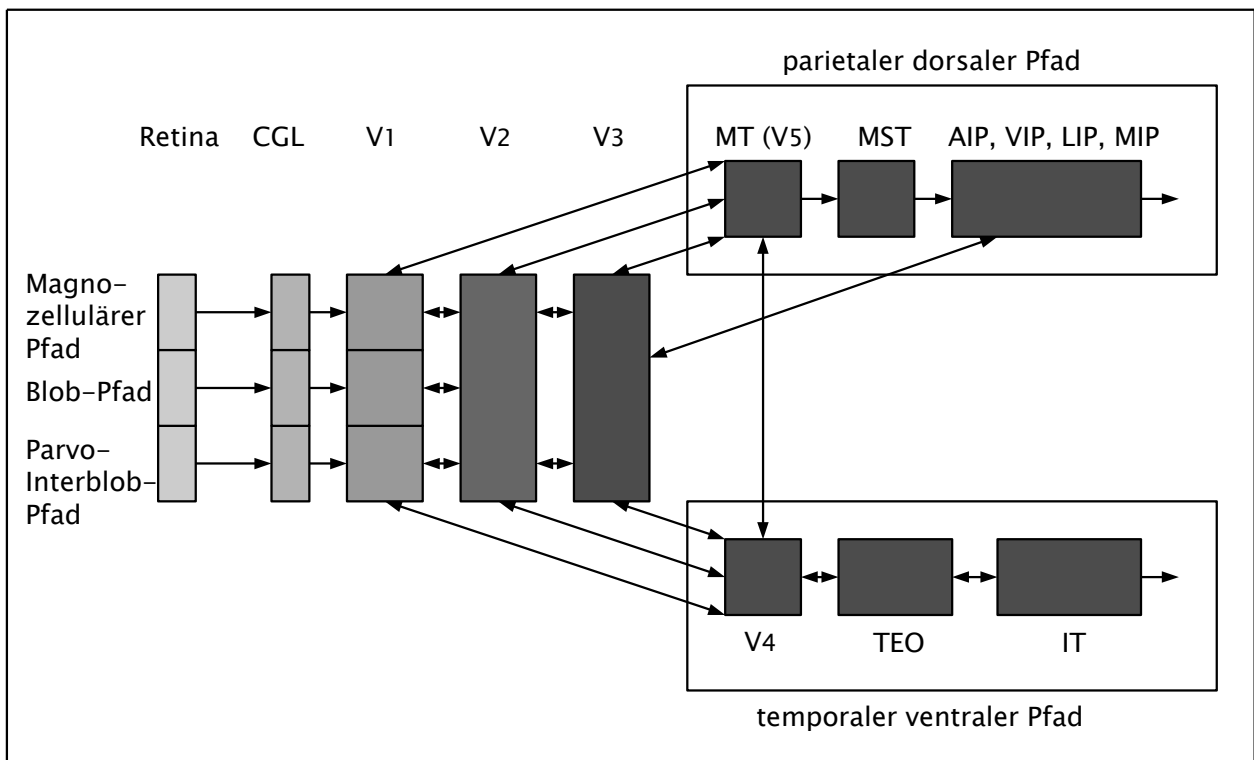 parietaler dorsaler Pfad
Retina CGL V1 V2 V3 MT (V5) MST AIP, VIP, LIP, MIP
Magno-
zellulärer
Pfad
Blob-Pfad
Parvo-
Interblob-
Pfad
V4 TEO IT
temporaler ventraler Pfad